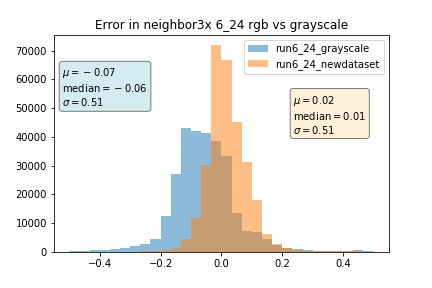 Error in neighbor3x 6_24 rgb vs grayscale
70000
60000
50000
40000
30000
20000
10000
0
μ = −0.07
median = −0.06
σ = 0.51
run6_24_grayscale
run6_24_newdataset
μ = 0.02
median = 0.01
σ = 0.51
−0.4
−0.2
0.0
0.2
0.4